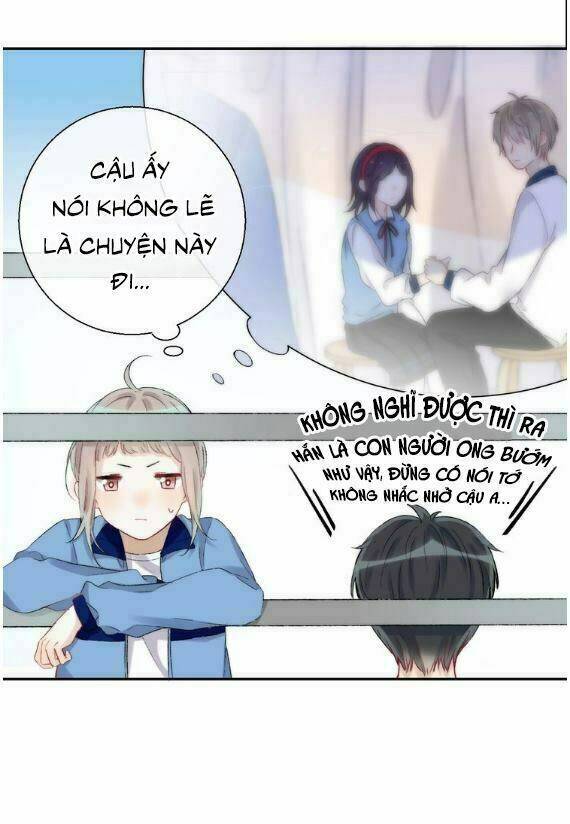 CẬU ẤY
NÓI KHÔNG LẼ
LÀ CHUYỆN NÀY
ĐI...
KHÔNG NGHĨ ĐƯỢC THÌ RA
HẮN LÀ CON NGƯỜI ONG BƯỚM
NHƯ VẬY, ĐỪNG CÓ NÓI TỚ
KHÔNG NHẮC NHỞ CẬU A...